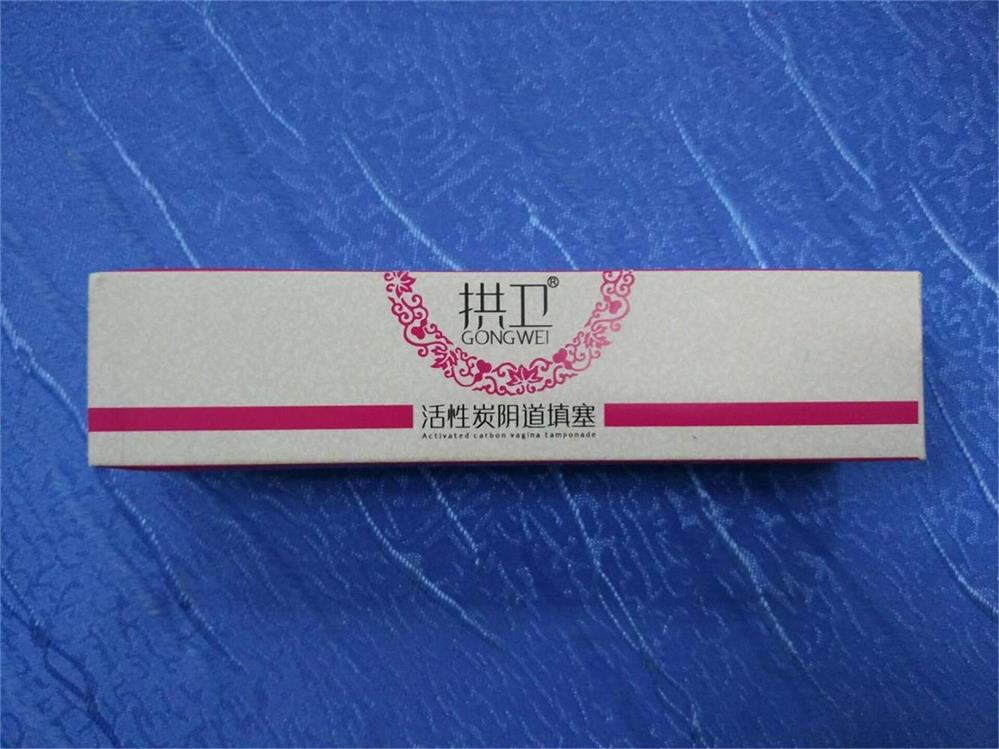 拱卫®
GONGWEI
活性炭阴道填塞
Activated carbon vagina tamponade